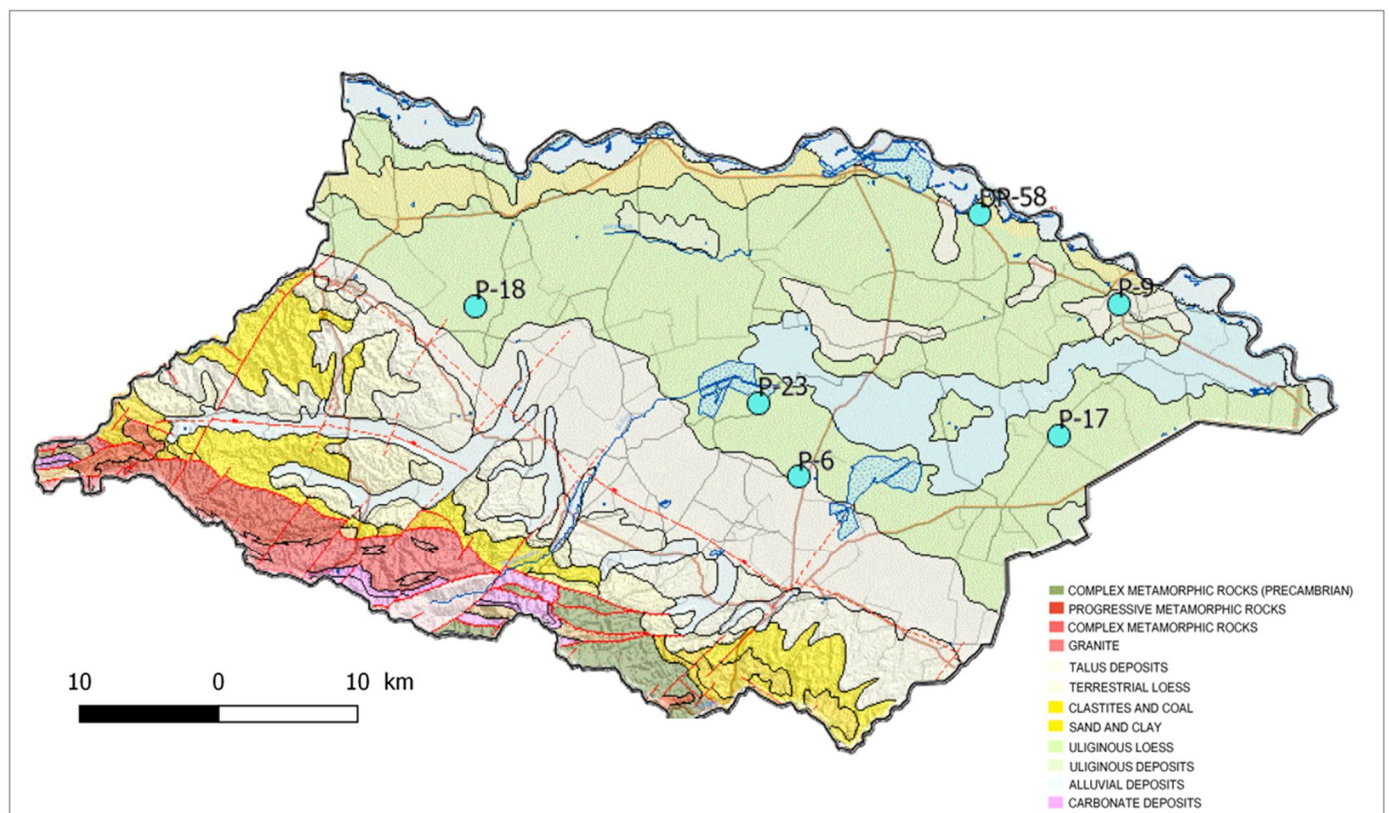 DP-58
P-18
P-9
P-23
P-17
P-6
10 0 10 km
COMPLEX METAMORPHIC ROCKS (PRECAMBRIAN)
PROGRESSIVE METAMORPHIC ROCKS
COMPLEX METAMORPHIC ROCKS
GRANITE
TALUS DEPOSITS
TERRESTRIAL LOESS
CLASTITES AND COAL
SAND AND CLAY
ULIGINOUS LOESS
ULIGINOUS DEPOSITS
ALLUVIAL DEPOSITS
CARBONATE DEPOSITS